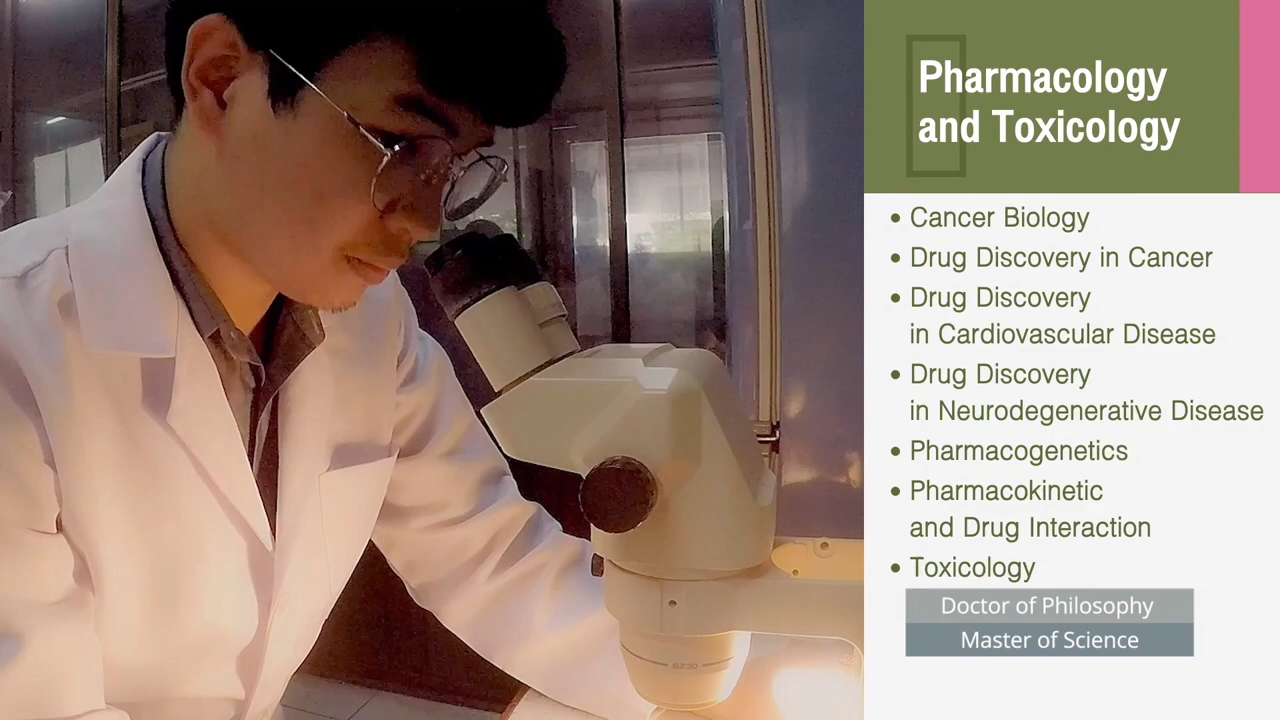 Pharmacology
and Toxicology
• Cancer Biology
• Drug Discovery in Cancer
• Drug Discovery
in Cardiovascular Disease
• Drug Discovery
in Neurodegenerative Disease
• Pharmacogenetics
• Pharmacokinetic
and Drug Interaction
• Toxicology
Doctor of Philosophy
Master of Science